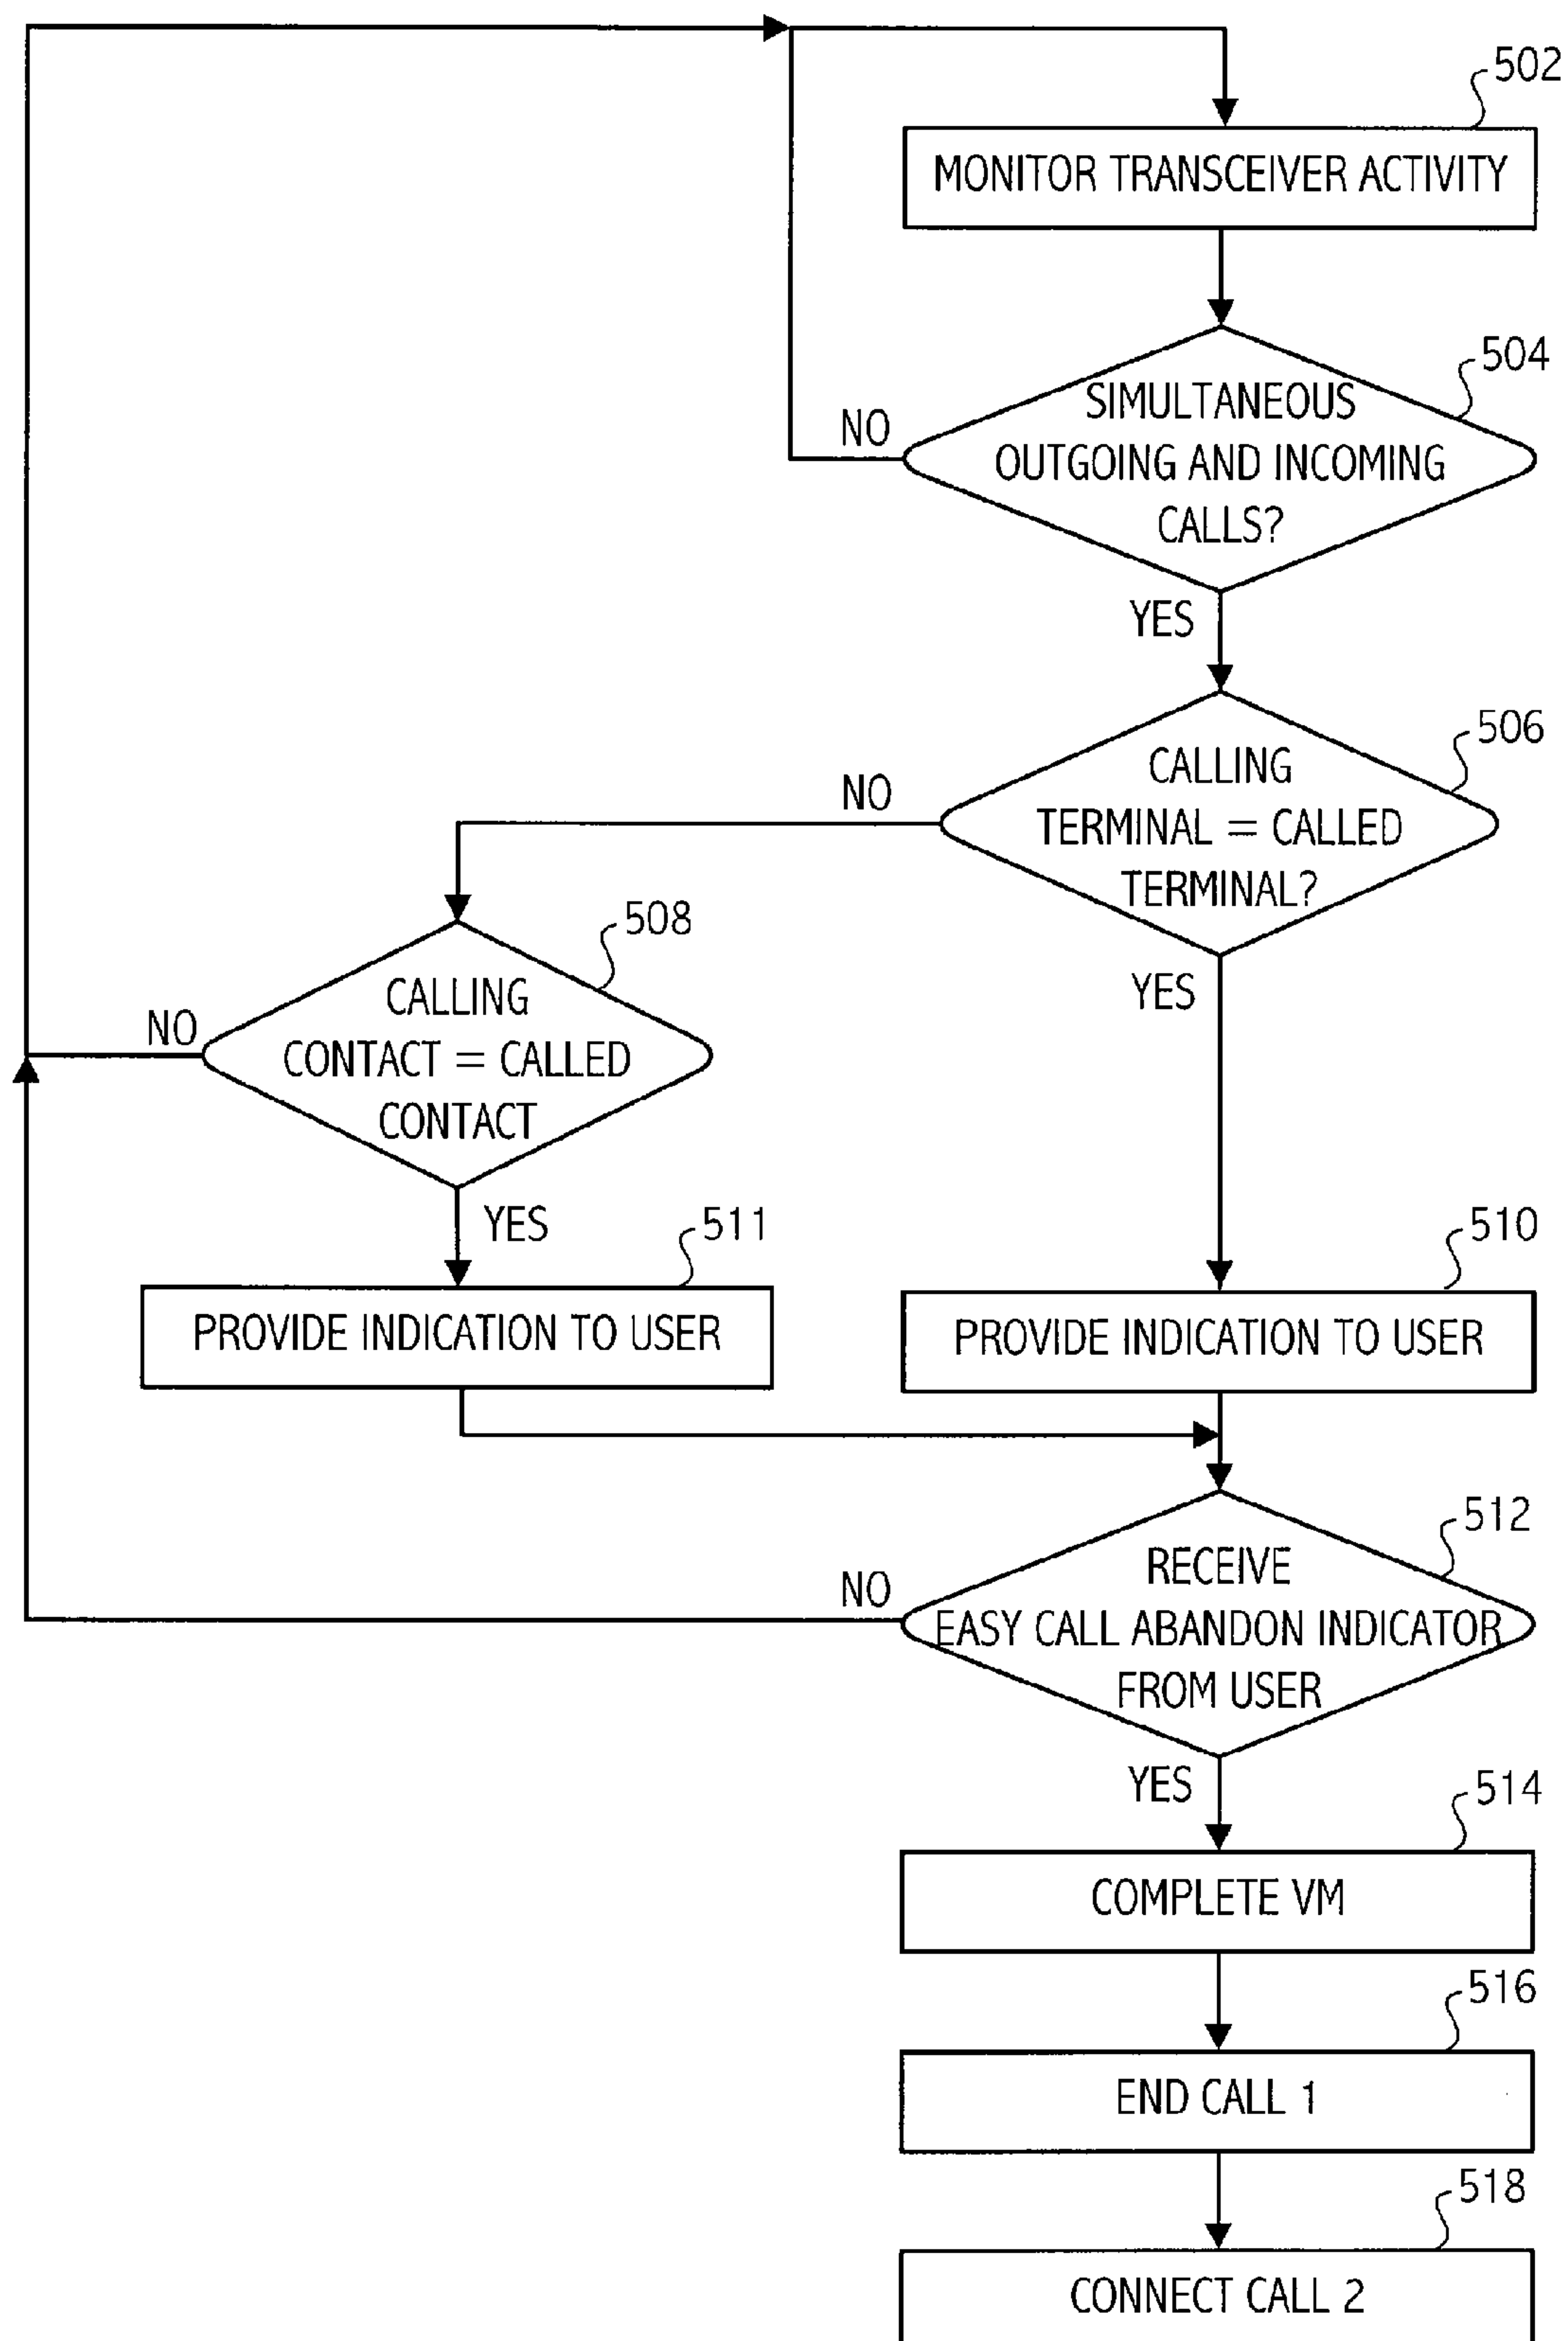 502
MONITOR TRANSCEIVER ACTIVITY
504
SIMULTANEOUS
OUTGOING AND INCOMING
CALLS?
NO
YES
506
CALLING
TERMINAL = CALLED
TERMINAL?
NO
YES
508
CALLING
CONTACT = CALLED
CONTACT
NO
YES
511
PROVIDE INDICATION TO USER
510
PROVIDE INDICATION TO USER
512
RECEIVE
EASY CALL ABANDON INDICATOR
FROM USER
NO
YES
514
COMPLETE VM
516
END CALL 1
518
CONNECT CALL 2